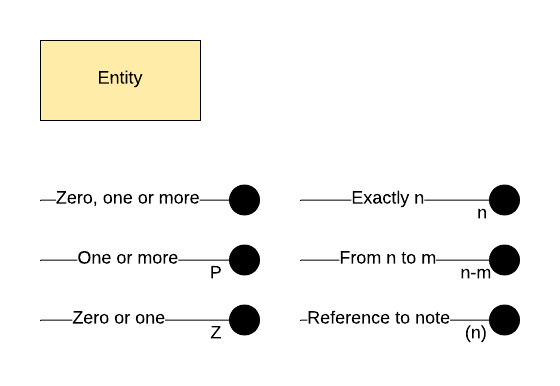 Entity
Zero, one or more
Exactly n
n
One or more
P
From n to m
n-m
Zero or one
Z
Reference to note
(n)